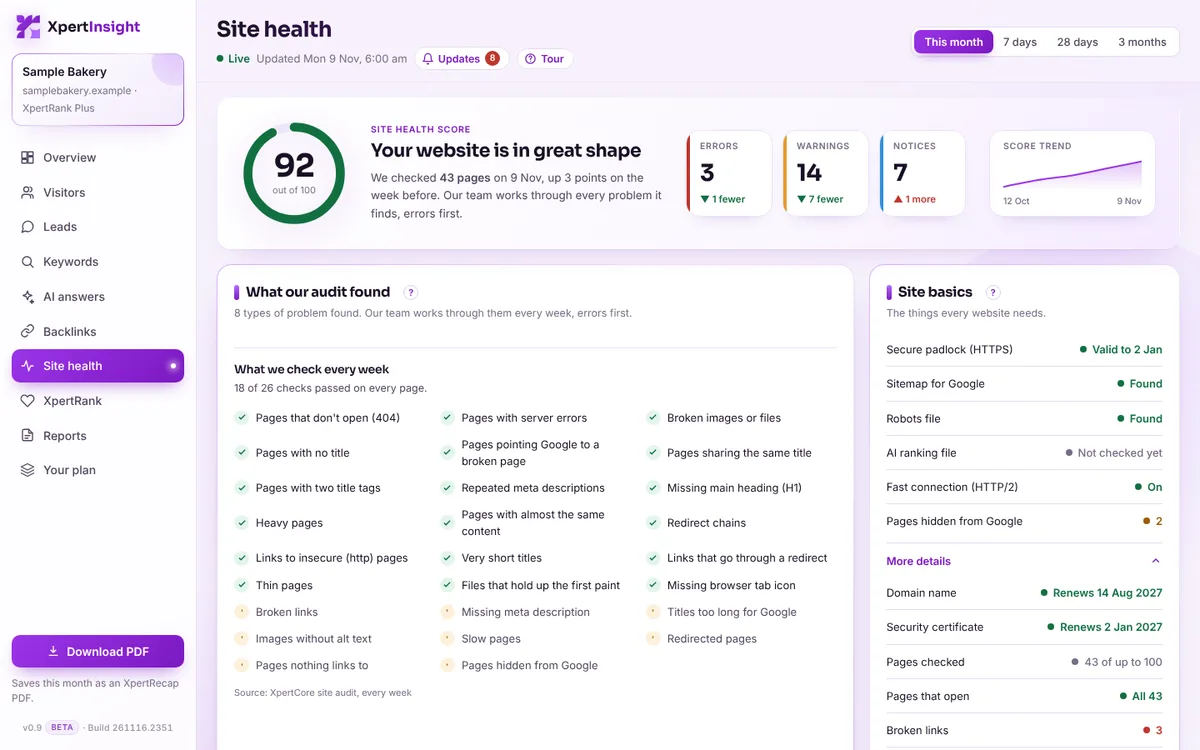 XpertInsight
Sample Bakery
samplebakery.example ·
XpertRank Plus
Overview
Visitors
Leads
Keywords
AI answers
Backlinks
Site health
XpertRank
Reports
Your plan
Download PDF
Saves this month as an XpertRecap
PDF.
v0.9 BETA · Build 261116.2351
Site health
Live Updated Mon 9 Nov, 6:00 am Updates 8 Tour
This month 7 days 28 days 3 months
92
out of 100
SITE HEALTH SCORE
Your website is in great shape
We checked 43 pages on 9 Nov, up 3 points on the
week before. Our team works through every problem it
finds, errors first.
ERRORS
3
▼ 1 fewer
WARNINGS
14
▼ 7 fewer
NOTICES
7
▲ 1 more
SCORE TREND
12 Oct 9 Nov
What our audit found ?
8 types of problem found. Our team works through them every week, errors first.
What we check every week
18 of 26 checks passed on every page.
Pages that don't open (404) Pages with server errors Broken images or files
Pages with no title Pages pointing Google to a
broken page Pages sharing the same title
Pages with two title tags Repeated meta descriptions Missing main heading (H1)
Heavy pages Pages with almost the same
content Redirect chains
Links to insecure (http) pages Very short titles Links that go through a redirect
Thin pages Files that hold up the first paint Missing browser tab icon
Broken links Missing meta description Titles too long for Google
Images without alt text Slow pages Redirected pages
Pages nothing links to Pages hidden from Google
Source: XpertCore site audit, every week
Site basics ?
The things every website needs.
Secure padlock (HTTPS) Valid to 2 Jan
Sitemap for Google Found
Robots file Found
AI ranking file Not checked yet
Fast connection (HTTP/2) On
Pages hidden from Google 2
More details
Domain name Renews 14 Aug 2027
Security certificate Renews 2 Jan 2027
Pages checked 43 of up to 100
Pages that open All 43
Broken links 3